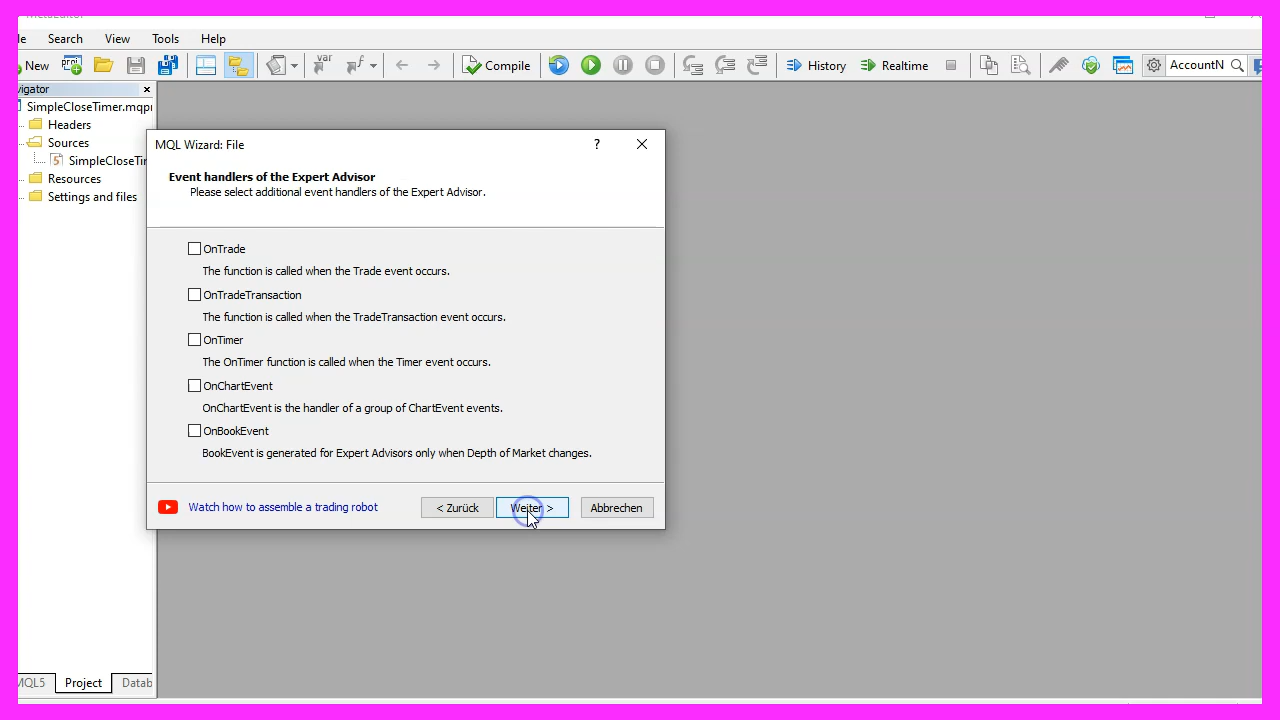 MetaEditor
le Search View Tools Help
New Compile History Realtime AccountN
vigator
SimpleCloseTimer.mqpr
Headers
Sources
SimpleCloseTir
Resources
Settings and files
MQL Wizard: File
Event handlers of the Expert Advisor
Please select additional event handlers of the Expert Advisor.
OnTrade
The function is called when the Trade event occurs.
OnTradeTransaction
The function is called when the TradeTransaction event occurs.
OnTimer
The OnTimer function is called when the Timer event occurs.
OnChartEvent
OnChartEvent is the handler of a group of ChartEvent events.
OnBookEvent
BookEvent is generated for Expert Advisors only when Depth of Market changes.
Watch how to assemble a trading robot
< Zurück Weiter > Abbrechen
MQL5 Project Datab